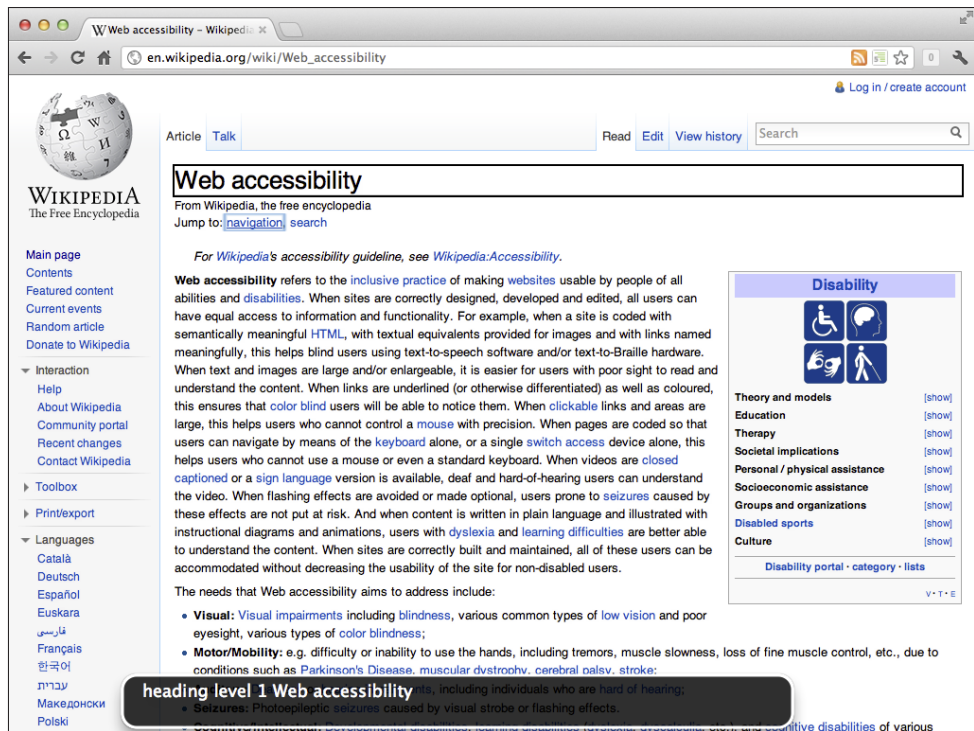 Web accessibility – Wikipedia
en.wikipedia.org/wiki/Web_accessibility
0
Log in / create account
Article Talk
Read Edit View history
Search
WIKIPEDIA
The Free Encyclopedia
Main page
Contents
Featured content
Current events
Random article
Donate to Wikipedia
Interaction
Help
About Wikipedia
Community portal
Recent changes
Contact Wikipedia
Toolbox
Print/export
Languages
Català
Deutsch
Español
Euskara
فارسی
Français
한국어
עברית
Македонски
Polski
Web accessibility
From Wikipedia, the free encyclopedia
Jump to: navigation, search
For Wikipedia's accessibility guideline, see Wikipedia:Accessibility.
Web accessibility refers to the inclusive practice of making websites usable by people of all
abilities and disabilities. When sites are correctly designed, developed and edited, all users can
have equal access to information and functionality. For example, when a site is coded with
semantically meaningful HTML, with textual equivalents provided for images and with links named
meaningfully, this helps blind users using text-to-speech software and/or text-to-Braille hardware.
When text and images are large and/or enlargeable, it is easier for users with poor sight to read and
understand the content. When links are underlined (or otherwise differentiated) as well as coloured,
this ensures that color blind users will be able to notice them. When clickable links and areas are
large, this helps users who cannot control a mouse with precision. When pages are coded so that
users can navigate by means of the keyboard alone, or a single switch access device alone, this
helps users who cannot use a mouse or even a standard keyboard. When videos are closed
captioned or a sign language version is available, deaf and hard-of-hearing users can understand
the video. When flashing effects are avoided or made optional, users prone to seizures caused by
these effects are not put at risk. And when content is written in plain language and illustrated with
instructional diagrams and animations, users with dyslexia and learning difficulties are better able
to understand the content. When sites are correctly built and maintained, all of these users can be
accommodated without decreasing the usability of the site for non-disabled users.
The needs that Web accessibility aims to address include:
Visual: Visual impairments including blindness, various common types of low vision and poor
eyesight, various types of color blindness;
Motor/Mobility: e.g. difficulty or inability to use the hands, including tremors, muscle slowness, loss of fine muscle control, etc., due to
conditions such as Parkinson's Disease, muscular dystrophy, cerebral palsy, stroke;
including individuals who are hard of hearing;
Seizures: Photoepileptic seizures caused by visual strobe or flashing effects.
Cognitive/Intellectual: Developmental disabilities, learning disabilities (dyslexia, dyscalculia, etc.), and cognitive disabilities of various
Disability
Theory and models [show]
Education [show]
Therapy [show]
Societal implications [show]
Personal / physical assistance [show]
Socioeconomic assistance [show]
Groups and organizations [show]
Disabled sports [show]
Culture [show]
Disability portal · category · lists
V · T · E
heading level 1 Web accessibility